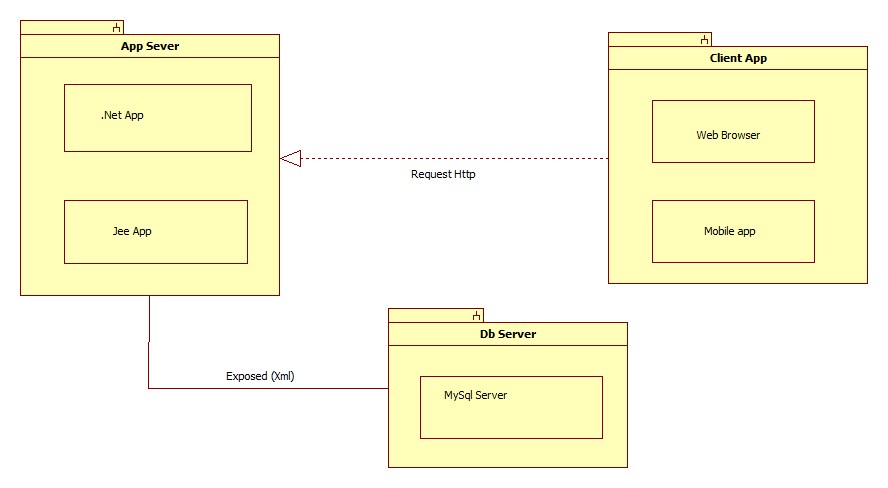 App Sever
.Net App
Jee App
Client App
Web Browser
Mobile app
Request Http
Exposed (Xml)
Db Server
MySql Server